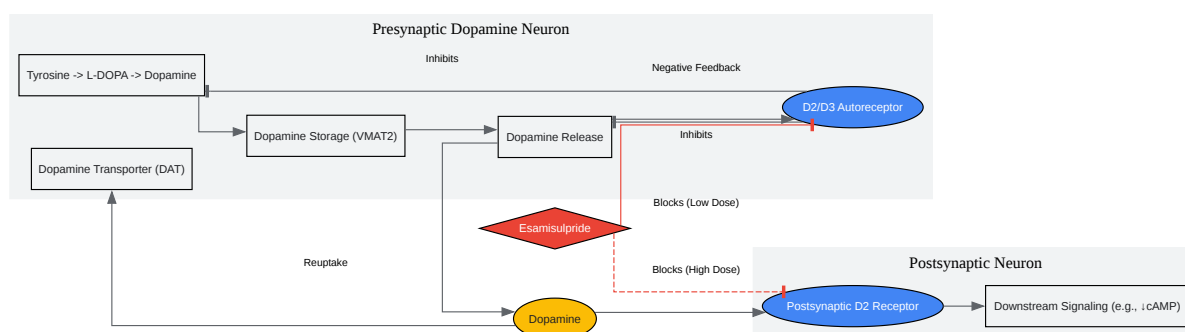 Presynaptic Dopamine Neuron
Inhibits
Negative Feedback
Tyrosine -> L-DOPA -> Dopamine
D2/D3 Autoreceptor
Dopamine Storage (VMAT2)
Dopamine Release
Inhibits
Dopamine Transporter (DAT)
Blocks (Low Dose)
Esamisulpride
Reuptake
Blocks (High Dose)
Postsynaptic Neuron
Dopamine
Postsynaptic D2 Receptor
Downstream Signaling (e.g., ↓cAMP)